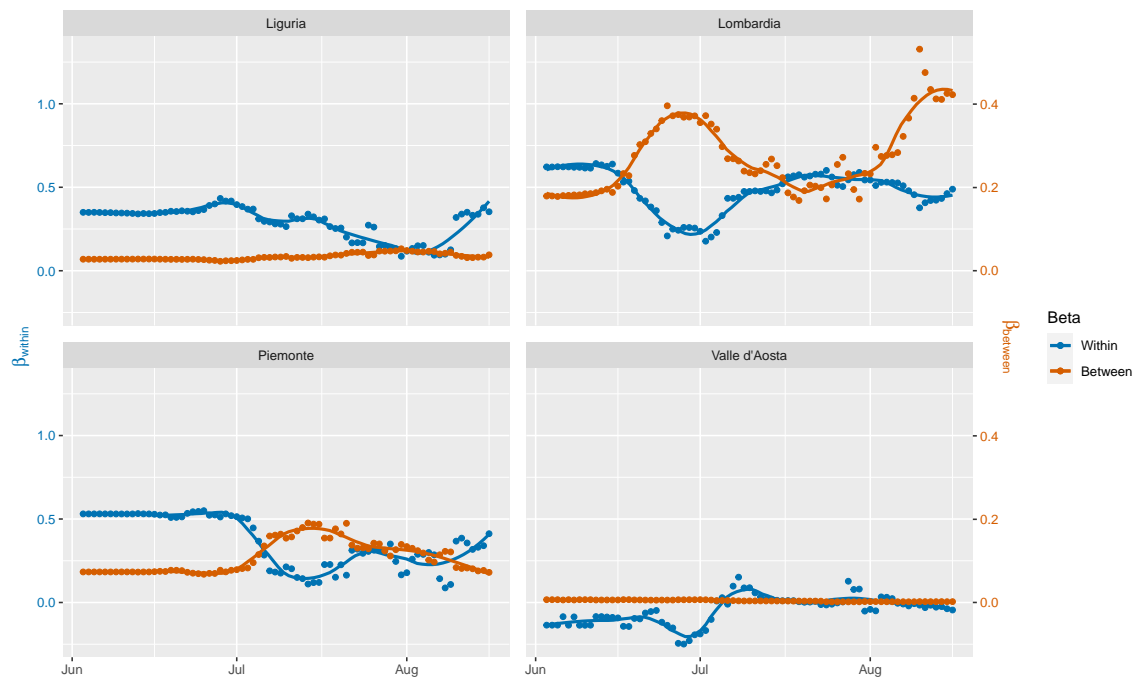 Liguria
Lombardia
1.0
0.5
0.0
0.4
0.2
0.0
βwithin
βbetween
Beta
Within
Between
Piemonte
Valle d'Aosta
1.0
0.5
0.0
0.4
0.2
0.0
Jun Jul Aug
Jun Jul Aug